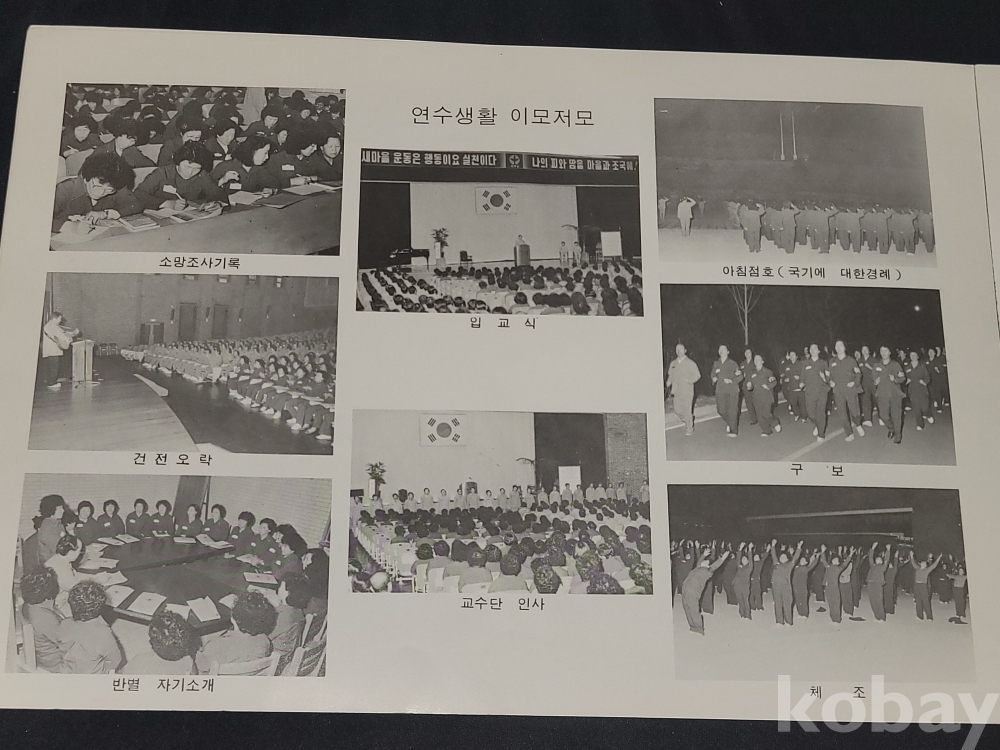 연수생활 이모저모
소망조사기록
새마을 운동은 행동이요 실천이다 나의 피와 땀을 마을과 조국에
입 교 식
아침점호(국기에 대한경례)
건전오락
구 보
반별 자기소개
교수단 인사
체 조
kobay